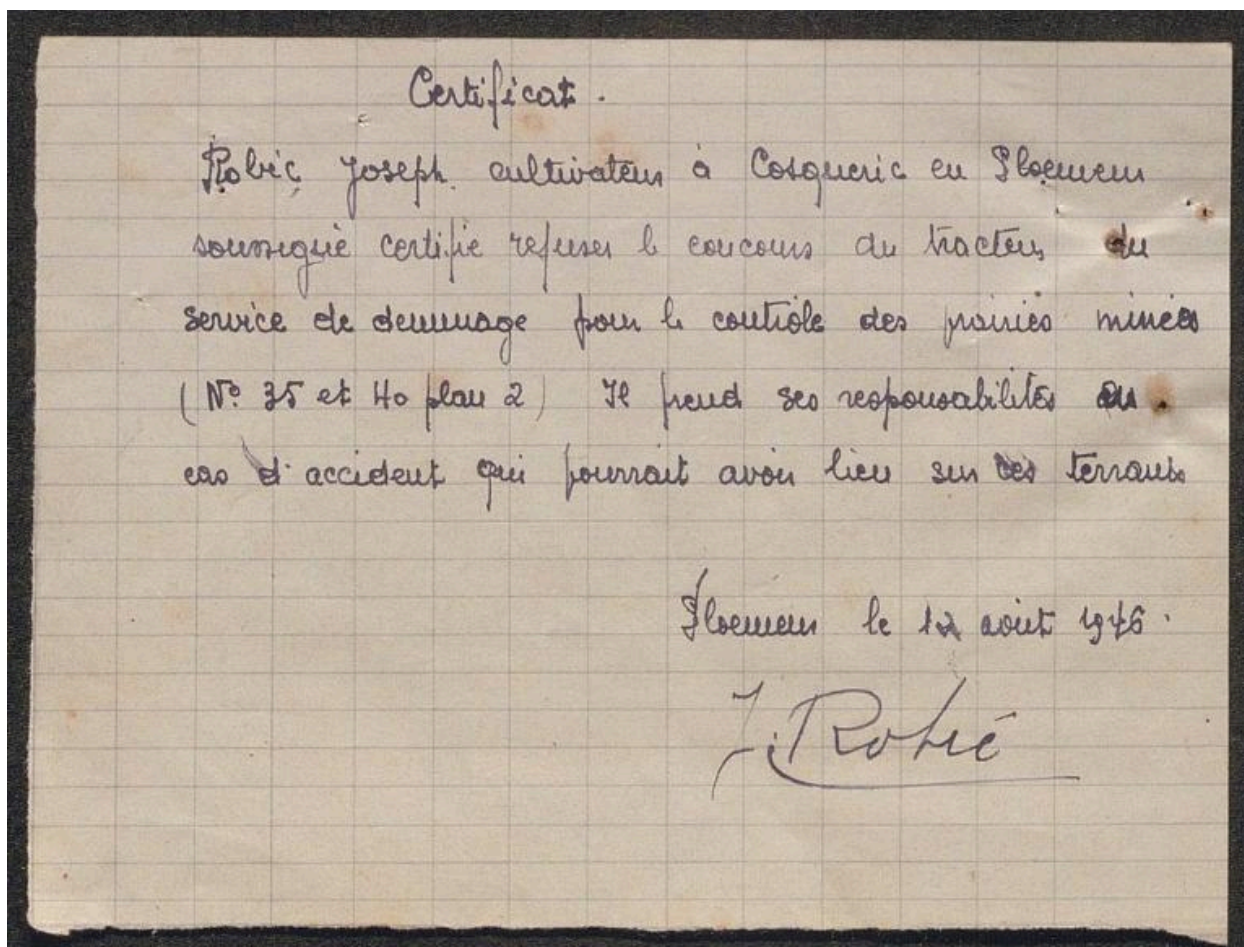 Certificat.
Robic Joseph cultivateur à Cosqueric en Ploemeur
soussigné certifie refuser le concours du tracteur du
service de deminage pour le contrôle des prairies minées
(N° 35 et 40 plan 2) Il prend ses responsabilités au
cas d'accident qui pourrait avoir lieu sur ces terrains
Ploemeur le 12 août 1946.
J. Robic